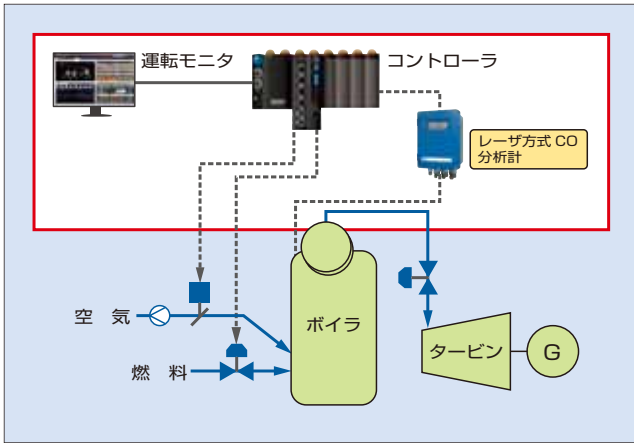 運転モニタ
コントローラ
レーザ方式 CO
分析計
空 気
ボイラ
燃 料
タービン
G